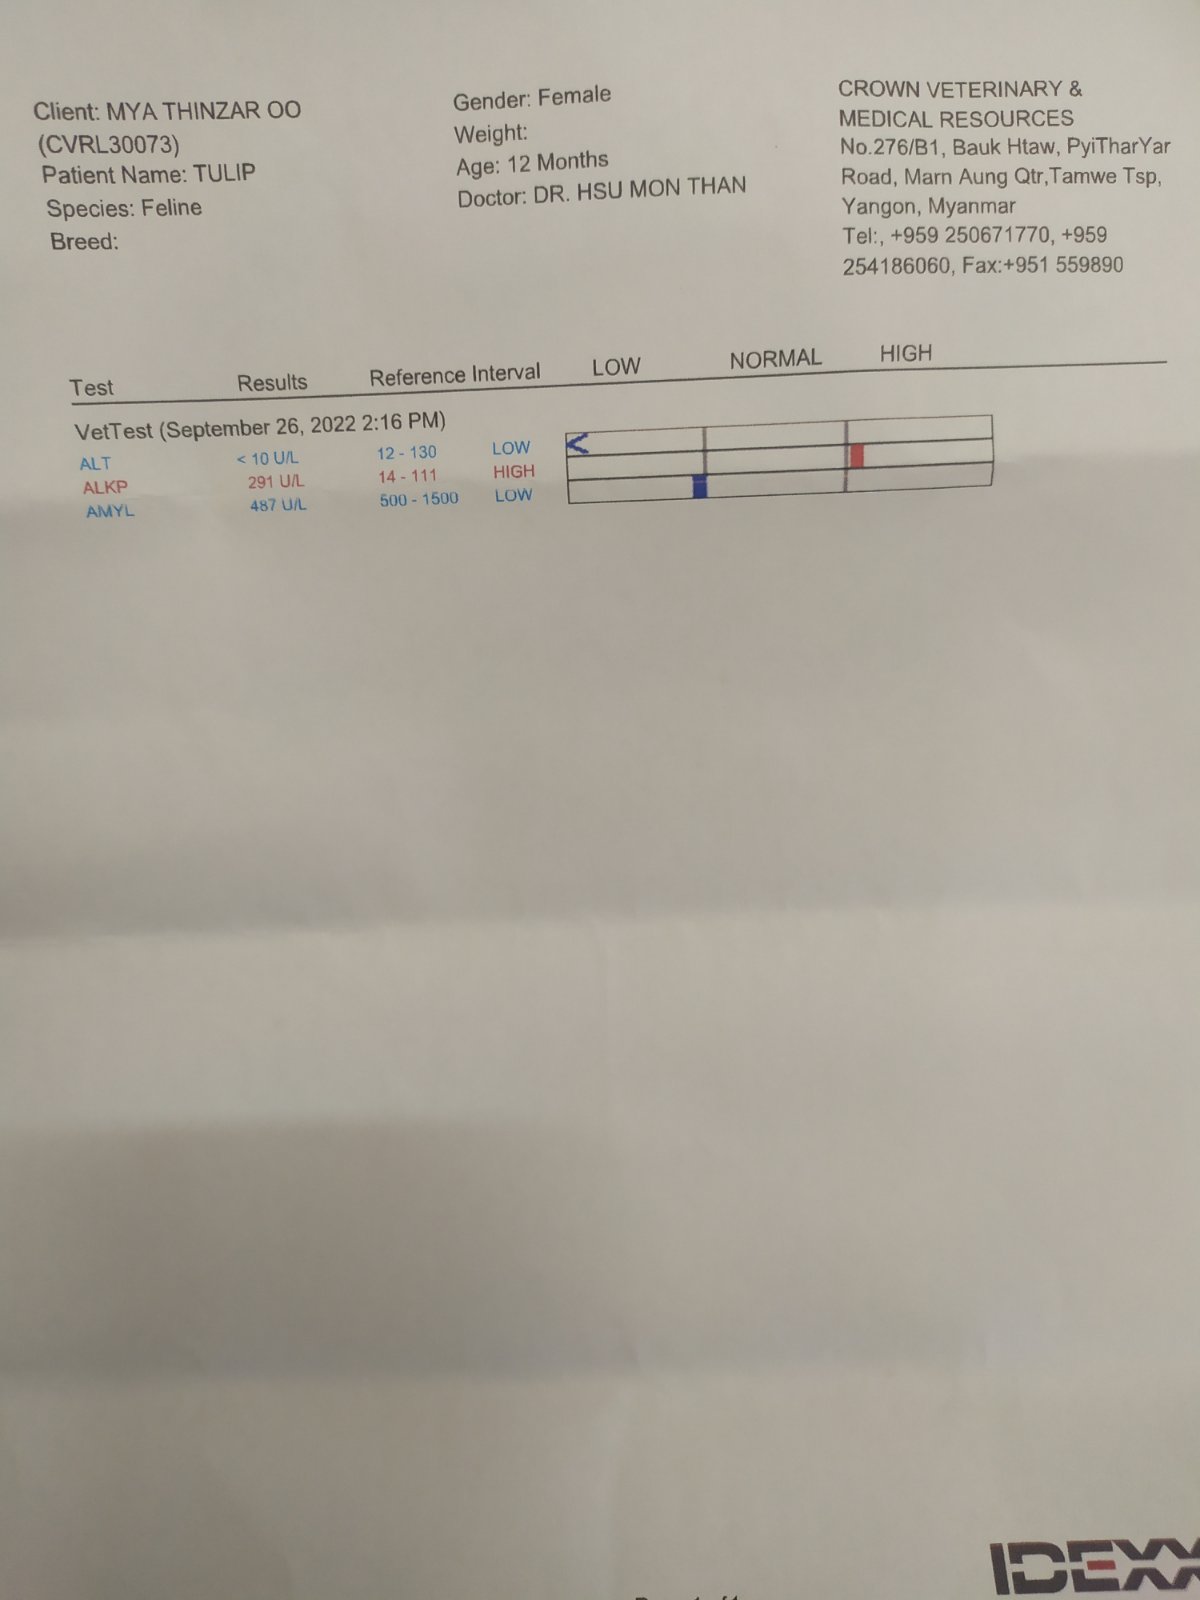 Client: MYA THINZAR OO
(CVRL30073)
Patient Name: TULIP
Species: Feline
Breed:
Gender: Female
Weight:
Age: 12 Months
Doctor: DR. HSU MON THAN
CROWN VETERINARY &
MEDICAL RESOURCES
No.276/B1, Bauk Htaw, PyiTharYar
Road, Marn Aung Qtr,Tamwe Tsp,
Yangon, Myanmar
Tel:, +959 250671770, +959
254186060, Fax:+951 559890
Test Results Reference Interval LOW NORMAL HIGH
VetTest (September 26, 2022 2:16 PM)
ALT < 10 U/L 12 - 130 LOW
ALKP 291 U/L 14 - 111 HIGH
AMYL 487 U/L 500 - 1500 LOW
IDEXX